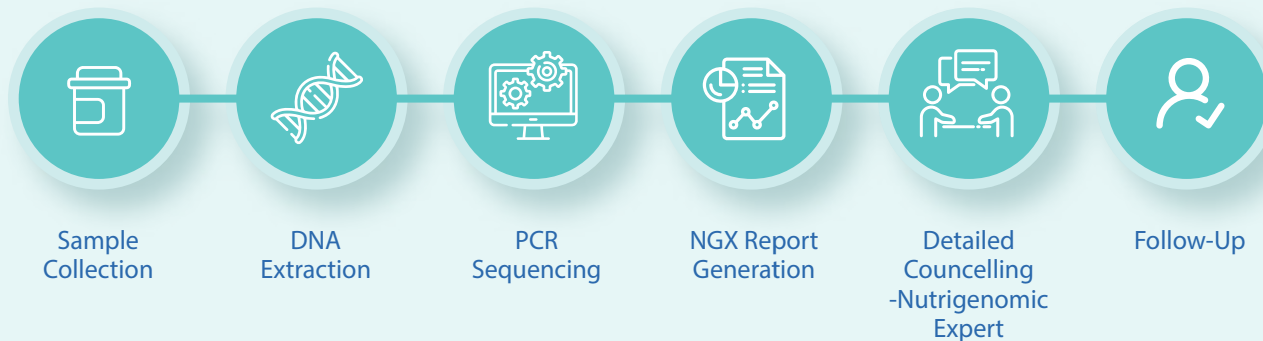 Sample
Collection
DNA
Extraction
PCR
Sequencing
NGX Report
Generation
Detailed
Councelling
-Nutrigenomic
Expert
Follow-Up